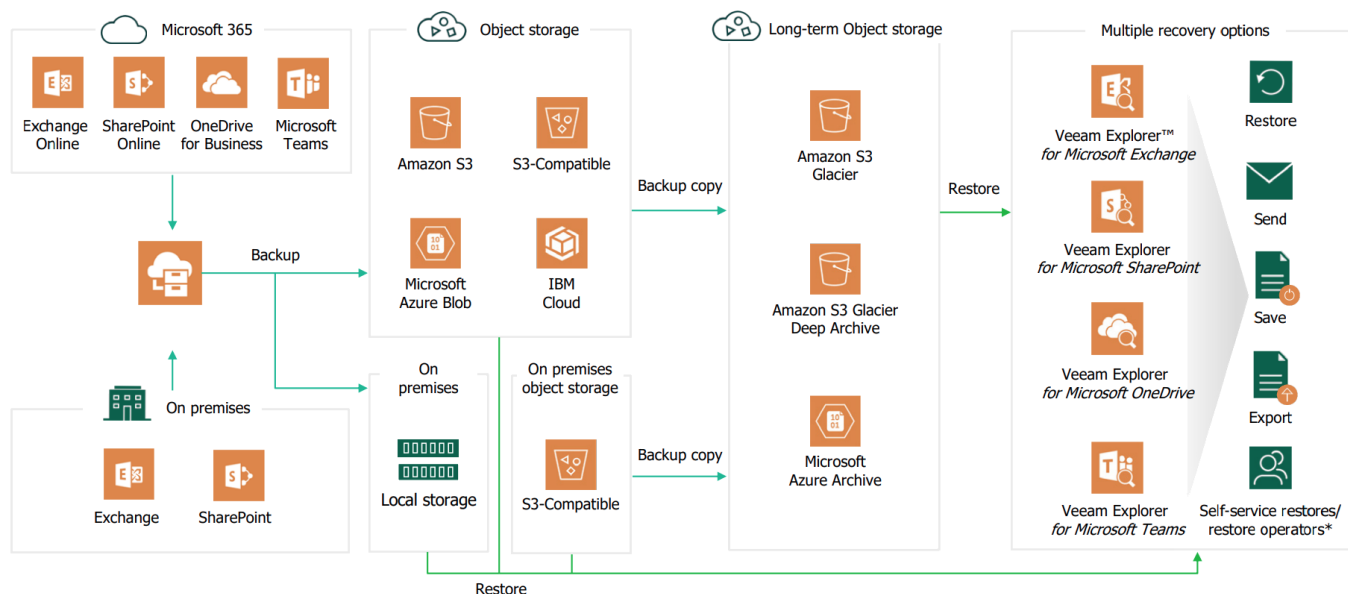 Microsoft 365
Exchange
Online
SharePoint
Online
OneDrive
for Business
Microsoft
Teams
Backup
On premises
Exchange
SharePoint
Object storage
Amazon S3
S3-Compatible
10
01
Microsoft
Azure Blob
IBM
Cloud
On
premises
Local storage
On premises
object storage
S3-Compatible
Backup copy
Backup copy
Long-term Object storage
Amazon S3
Glacier
Amazon S3 Glacier
Deep Archive
10
01
Microsoft
Azure Archive
Restore
Restore
Multiple recovery options
Veeam Explorer™
for Microsoft Exchange
Veeam Explorer
for Microsoft SharePoint
Veeam Explorer
for Microsoft OneDrive
Veeam Explorer
for Microsoft Teams
Restore
Send
Save
Export
Self-service restores/
restore operators*